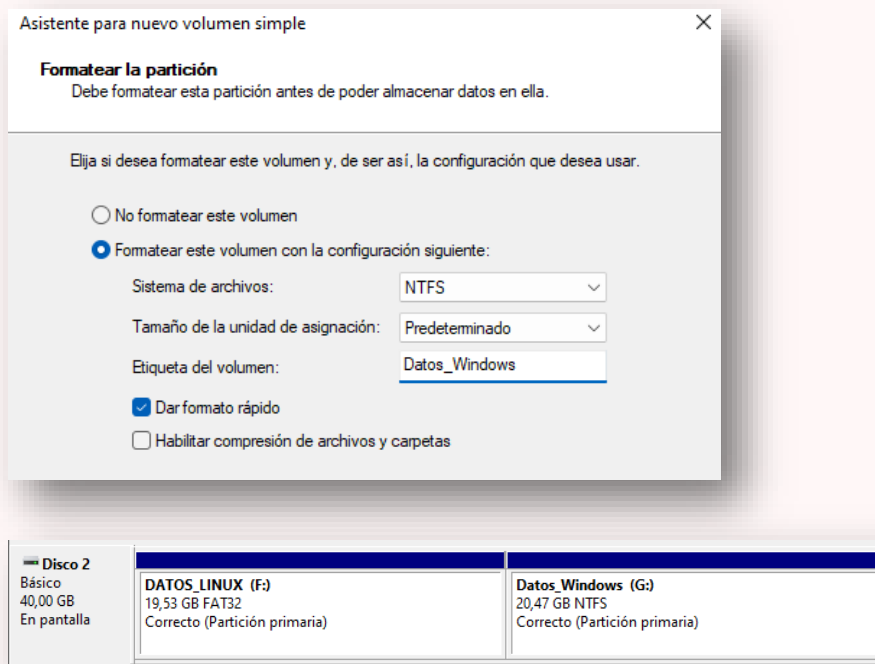 Asistente para nuevo volumen simple
Formatear la partición
Debe formatear esta partición antes de poder almacenar datos en ella.
Elija si desea formatear este volumen y, de ser así, la configuración que desea usar.
No formatear este volumen
Formatear este volumen con la configuración siguiente:
Sistema de archivos: NTFS
Tamaño de la unidad de asignación: Predeterminado
Etiqueta del volumen: Datos_Windows
Dar formato rápido
Habilitar compresión de archivos y carpetas
Disco 2
Básico
40,00 GB
En pantalla
DATOS_LINUX (F:)
19,53 GB FAT32
Correcto (Partición primaria)
Datos_Windows (G:)
20,47 GB NTFS
Correcto (Partición primaria)